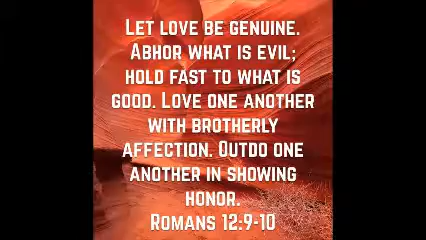 Let love be genuine.
Abhor what is evil;
hold fast to what is
good. Love one another
with brotherly
affection. Outdo one
another in showing
honor.
Romans 12:9-10